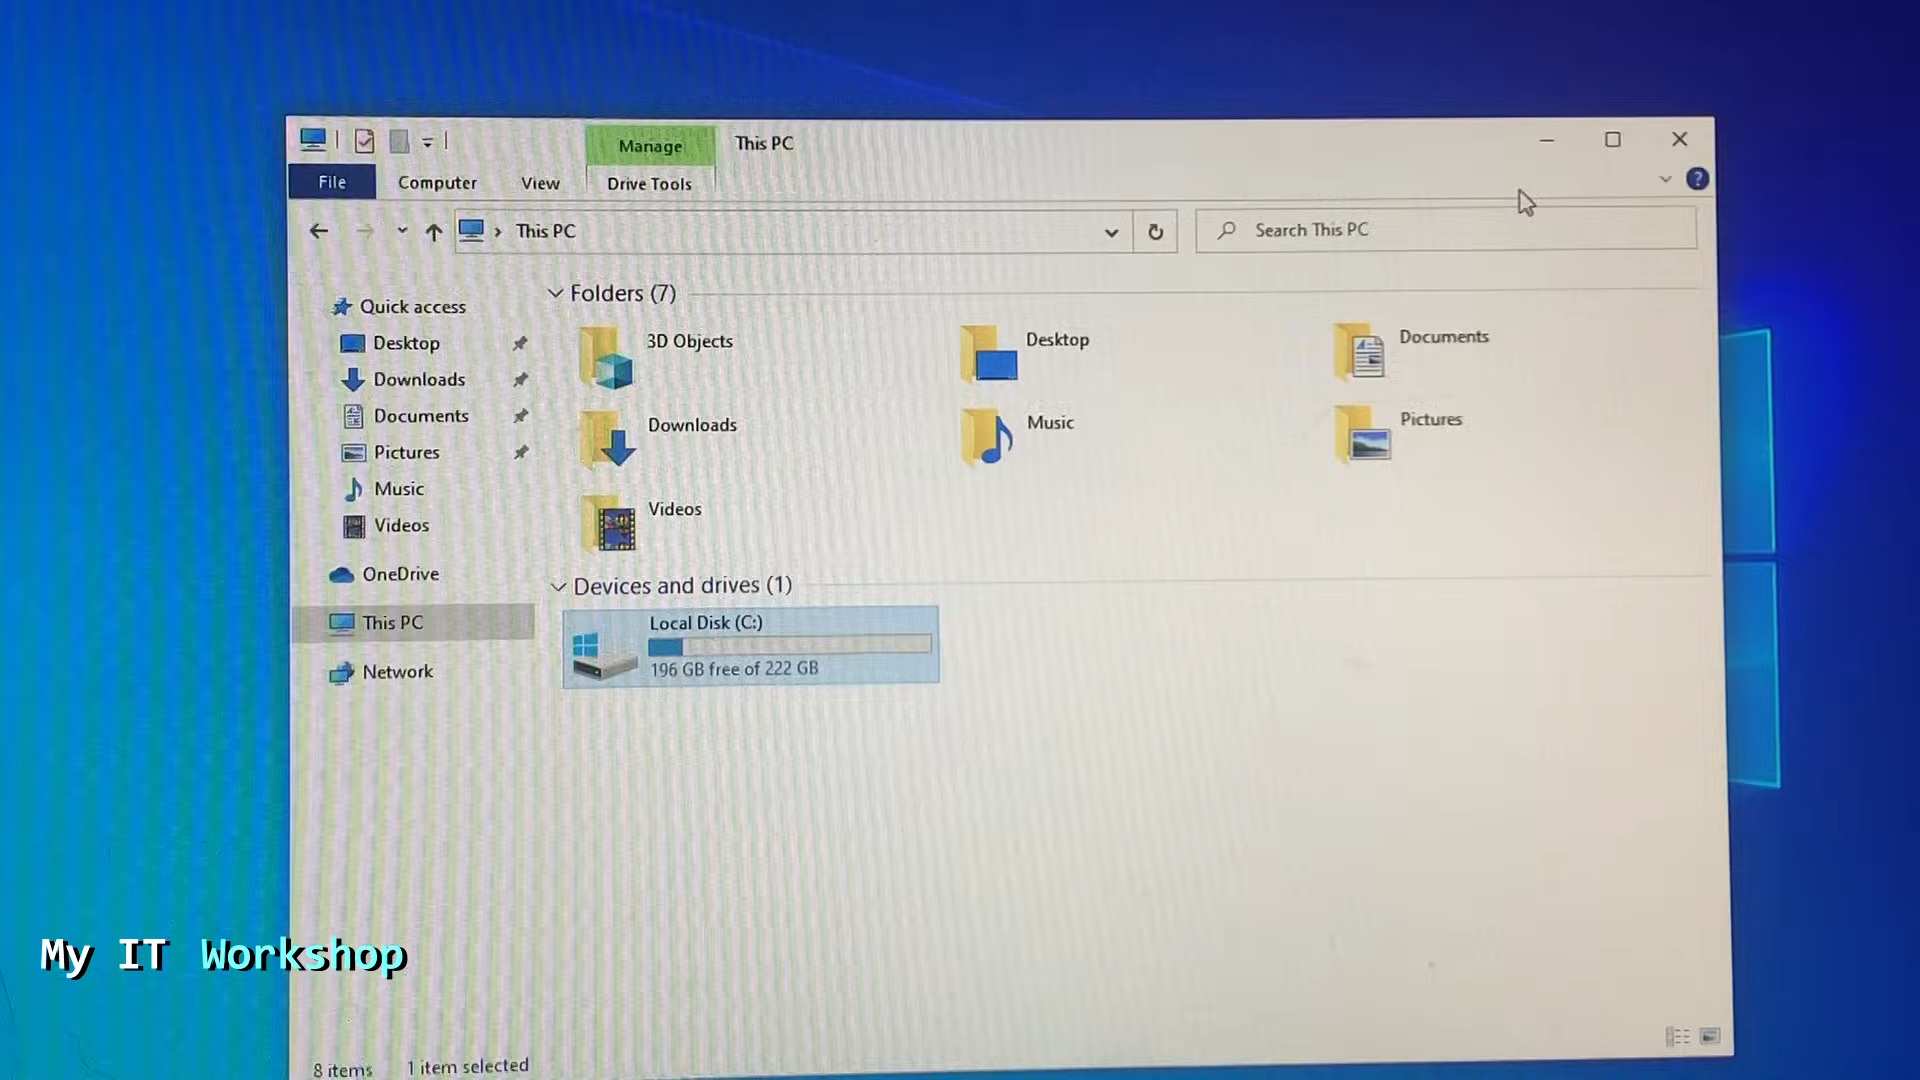 Manage This PC
File Computer View Drive Tools
This PC
Search This PC
Quick access
Desktop
Downloads
Documents
Pictures
Music
Videos
OneDrive
This PC
Network
Folders (7)
3D Objects
Desktop
Documents
Downloads
Music
Pictures
Videos
Devices and drives (1)
Local Disk (C:)
196 GB free of 222 GB
8 items 1 item selected
My IT Workshop